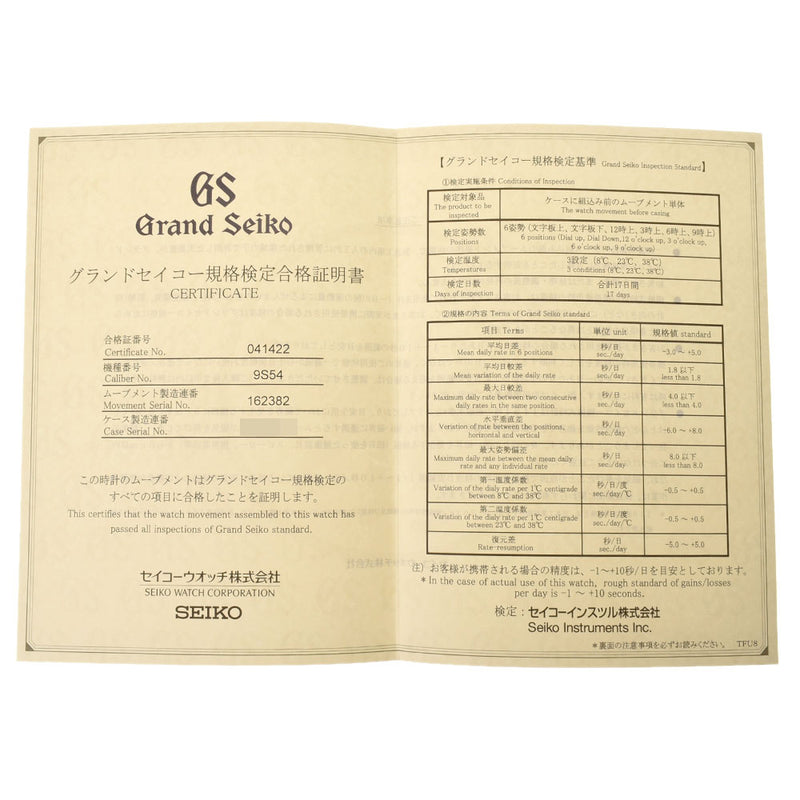 GS
Grand Seiko
グランドセイコー規格検定合格証明書
CERTIFICATE
合格証番号
Certificate No. 041422
機種番号
Caliber No. 9S54
ムーブメント製造連番
Movement Serial No. 162382
ケース製造連番
Case Serial No.
この時計のムーブメントはグランドセイコー規格検定の
すべての項目に合格したことを証明します。
This certifies that the watch movement assembled to this watch has
passed all inspections of Grand Seiko standard.
セイコーウオッチ株式会社
SEIKO WATCH CORPORATION
SEIKO
【グランドセイコー規格検定基準 Grand Seiko Inspection Standard】
①検定実施条件 Conditions of Inspection
検定対象品
The product to be
inspected
ケースに組込み前のムーブメント単体
The watch movement before casing
検定姿勢数
Positions
6姿勢 (文字板上、文字板下、12時上、3時上、6時上、9時上)
6 positions (Dial up, Dial Down,12 o'clock up, 3 o'clock up,
6 o'clock up, 9 o'clock up)
検定温度
Temperatures
3設定 (8℃、23℃、38℃)
3 conditions (8℃, 23℃, 38℃)
検定日数
Days of inspection
合計17日間
17 days
②規格の内容 Terms of Grand Seiko standard
項目 Terms 単位 unit 規格値 standard
平均日差
Mean daily rate in 6 positions
秒/日
sec./day
-3.0 ~ +5.0
平均日較差
Mean variation of the daily rate
秒/日
sec./day
1.8 以下
less than 1.8
最大日較差
Maximum daily rate between two consecutive
daily rates in the same position
秒/日
sec./day
4.0 以下
less than 4.0
水平垂直差
Variation of rate between the positions,
horizontal and vertical
秒/日
sec./day
-6.0 ~ +8.0
最大姿勢偏差
Maximum daily rate between the mean daily
rate and any individual rate
秒/日
sec./day
8.0 以下
less than 8.0
第一温度係数
Variation of the dialy rate per 1℃ centigrade
between 8℃ and 38℃
秒/日/度
sec./day/℃
-0.5 ~ +0.5
第二温度係数
Variation of the dialy rate per 1℃ centigrade
between 23℃ and 38℃
秒/日/度
sec./day/℃
-0.5 ~ +0.5
復元差
Rate-resumption
秒/日
sec./day
-5.0 ~ +5.0
注) お客様が携帯される場合の精度は、-1~+10秒/日を目安としております。
* In the case of actual use of this watch, rough standard of gains/losses
per day is -1 ~ +10 seconds.
検定：セイコーインスツル株式会社
Seiko Instruments Inc.
*裏面の注意事項を必ずお読みください。 TFU8